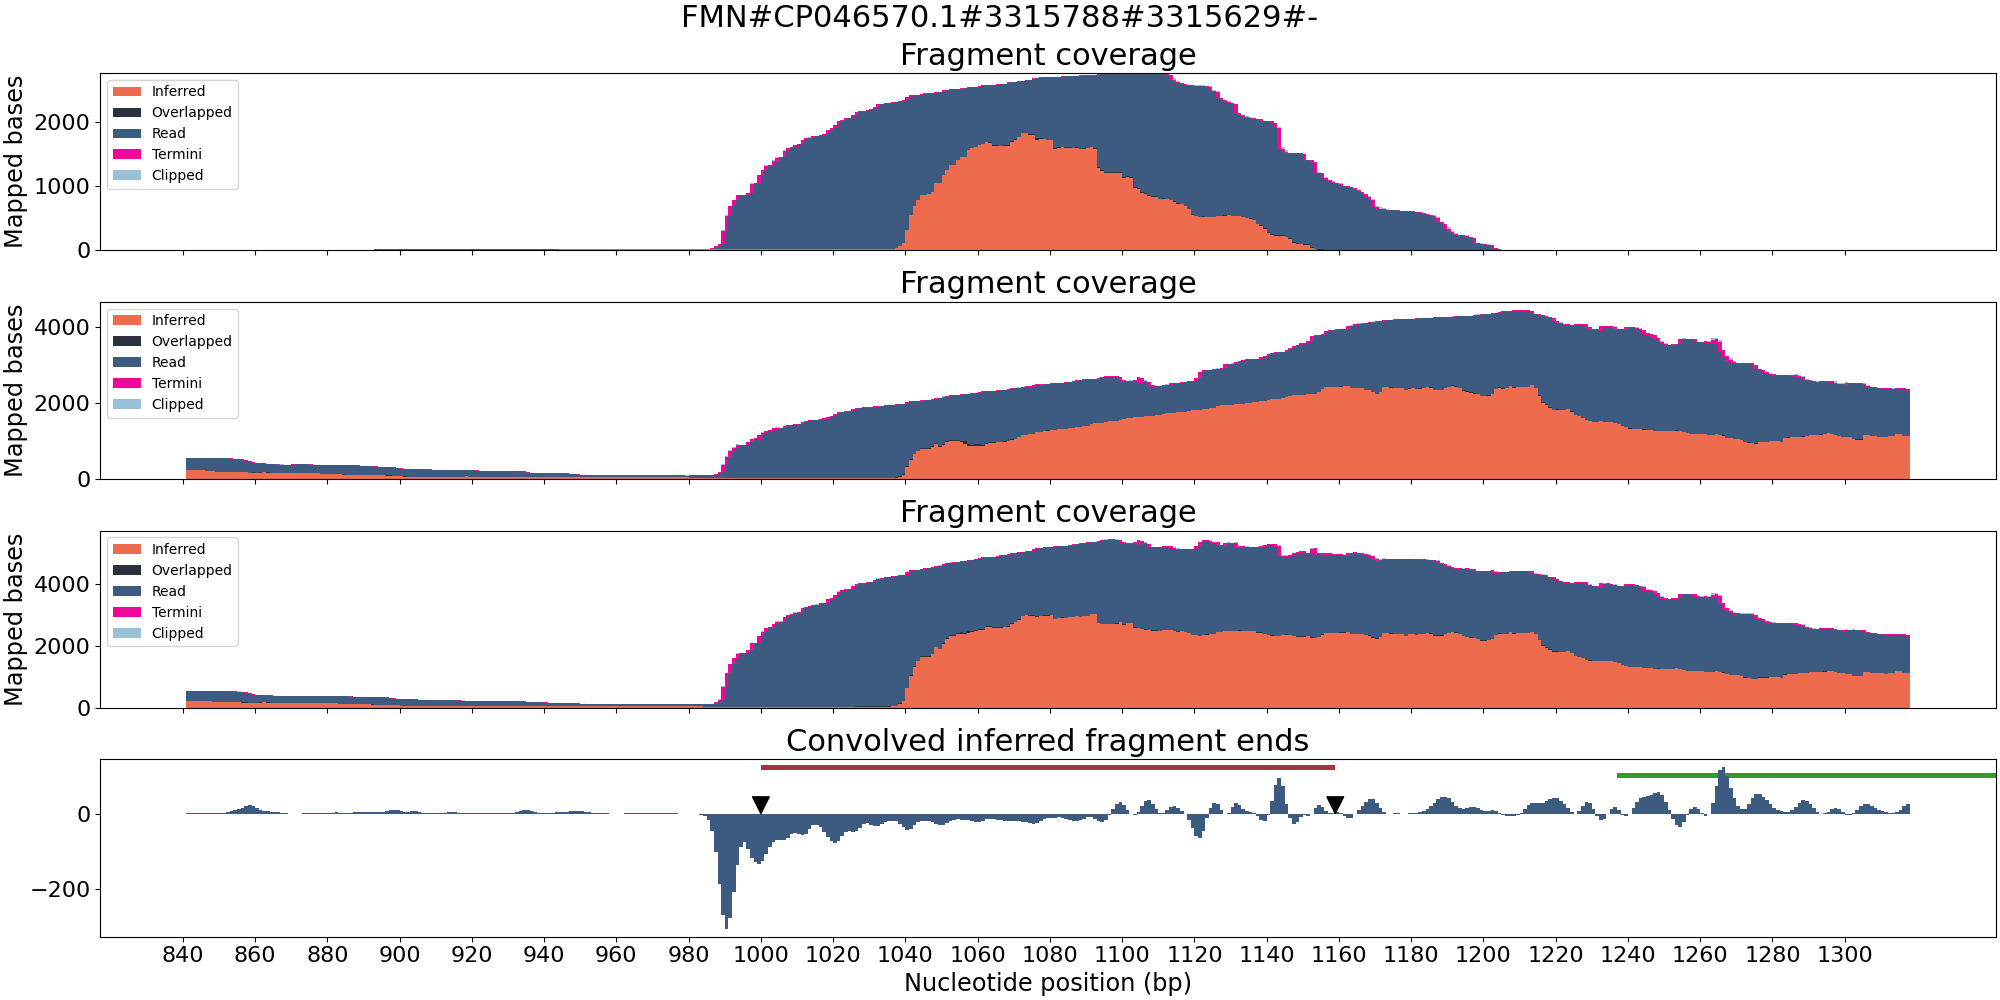 FMN#CP046570.1#3315788#3315629#-
Fragment coverage
Mapped bases
2000
1000
0
Inferred
Overlapped
Read
Termini
Clipped
Fragment coverage
Mapped bases
4000
2000
0
Inferred
Overlapped
Read
Termini
Clipped
Fragment coverage
Mapped bases
4000
2000
0
Inferred
Overlapped
Read
Termini
Clipped
Convolved inferred fragment ends
0
−200
840 860 880 900 920 940 960 980 1000 1020 1040 1060 1080 1100 1120 1140 1160 1180 1200 1220 1240 1260 1280 1300
Nucleotide position (bp)